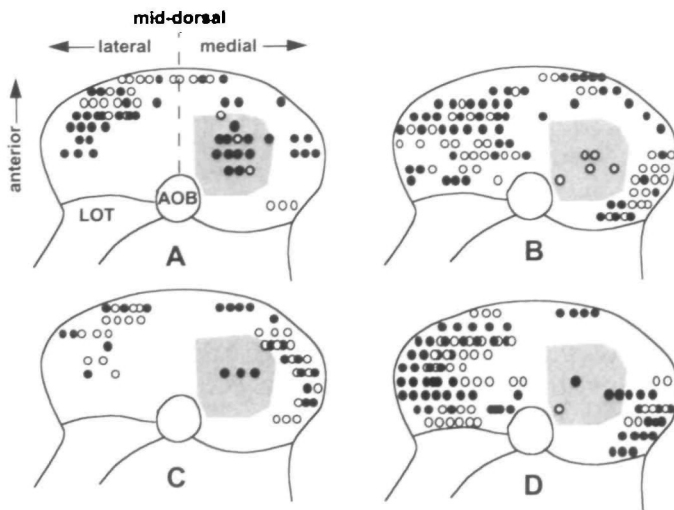 mid-dorsal
lateral medial
anterior
AOB
LOT
A
B
C
D